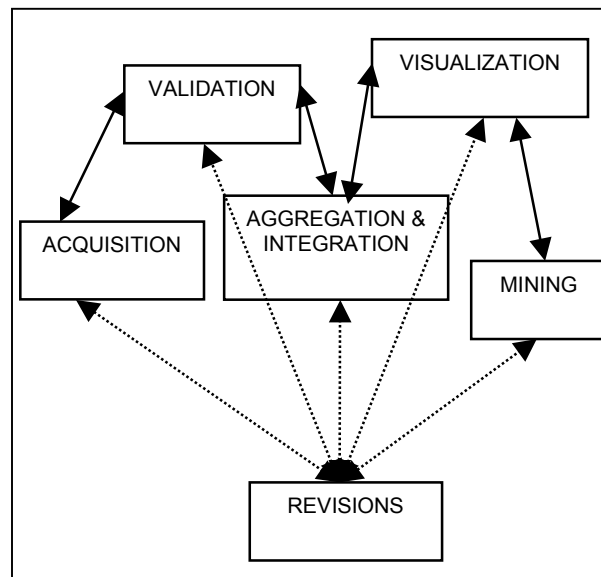 VISUALIZATION
VALIDATION
AGGREGATION &
INTEGRATION
ACQUISITION
MINING
REVISIONS